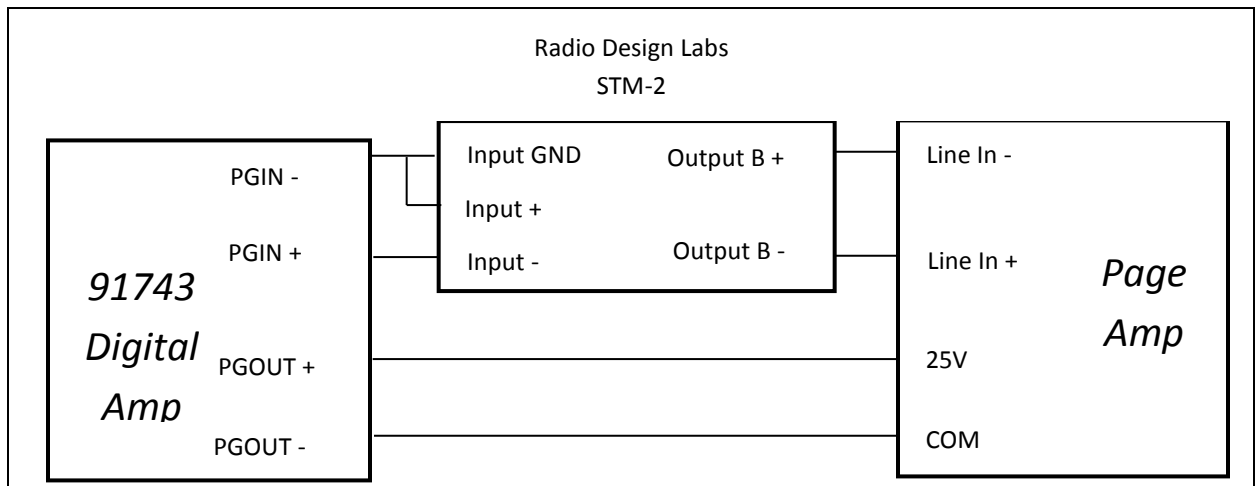 Radio Design Labs
STM-2
PGIN -
PGIN +
91743
Digital
Amp
PGOUT +
PGOUT -
Input GND
Input +
Input -
Output B +
Output B -
Line In -
Line In +
25V
COM
Page
Amp